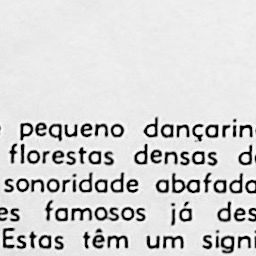 pequeno dançarin
florestas densas d
sonoridade abafada
es famosos já des
Estas têm um signi